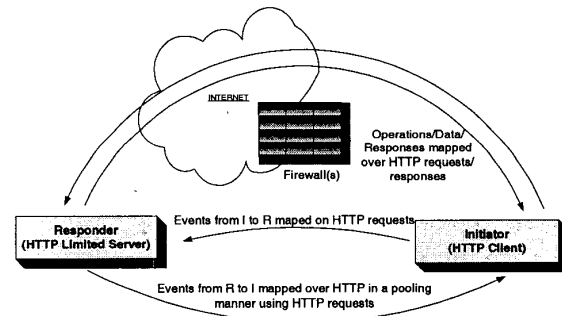 INTERNET
Firewall(s)
Operations/Data/
Responses mapped
over HTTP requests/
responses
Responder
(HTTP Limited Server)
Events from I to R maped on HTTP requests
Initiator
(HTTP Client)
Events from R to I mapped over HTTP in a pooling
manner using HTTP requests